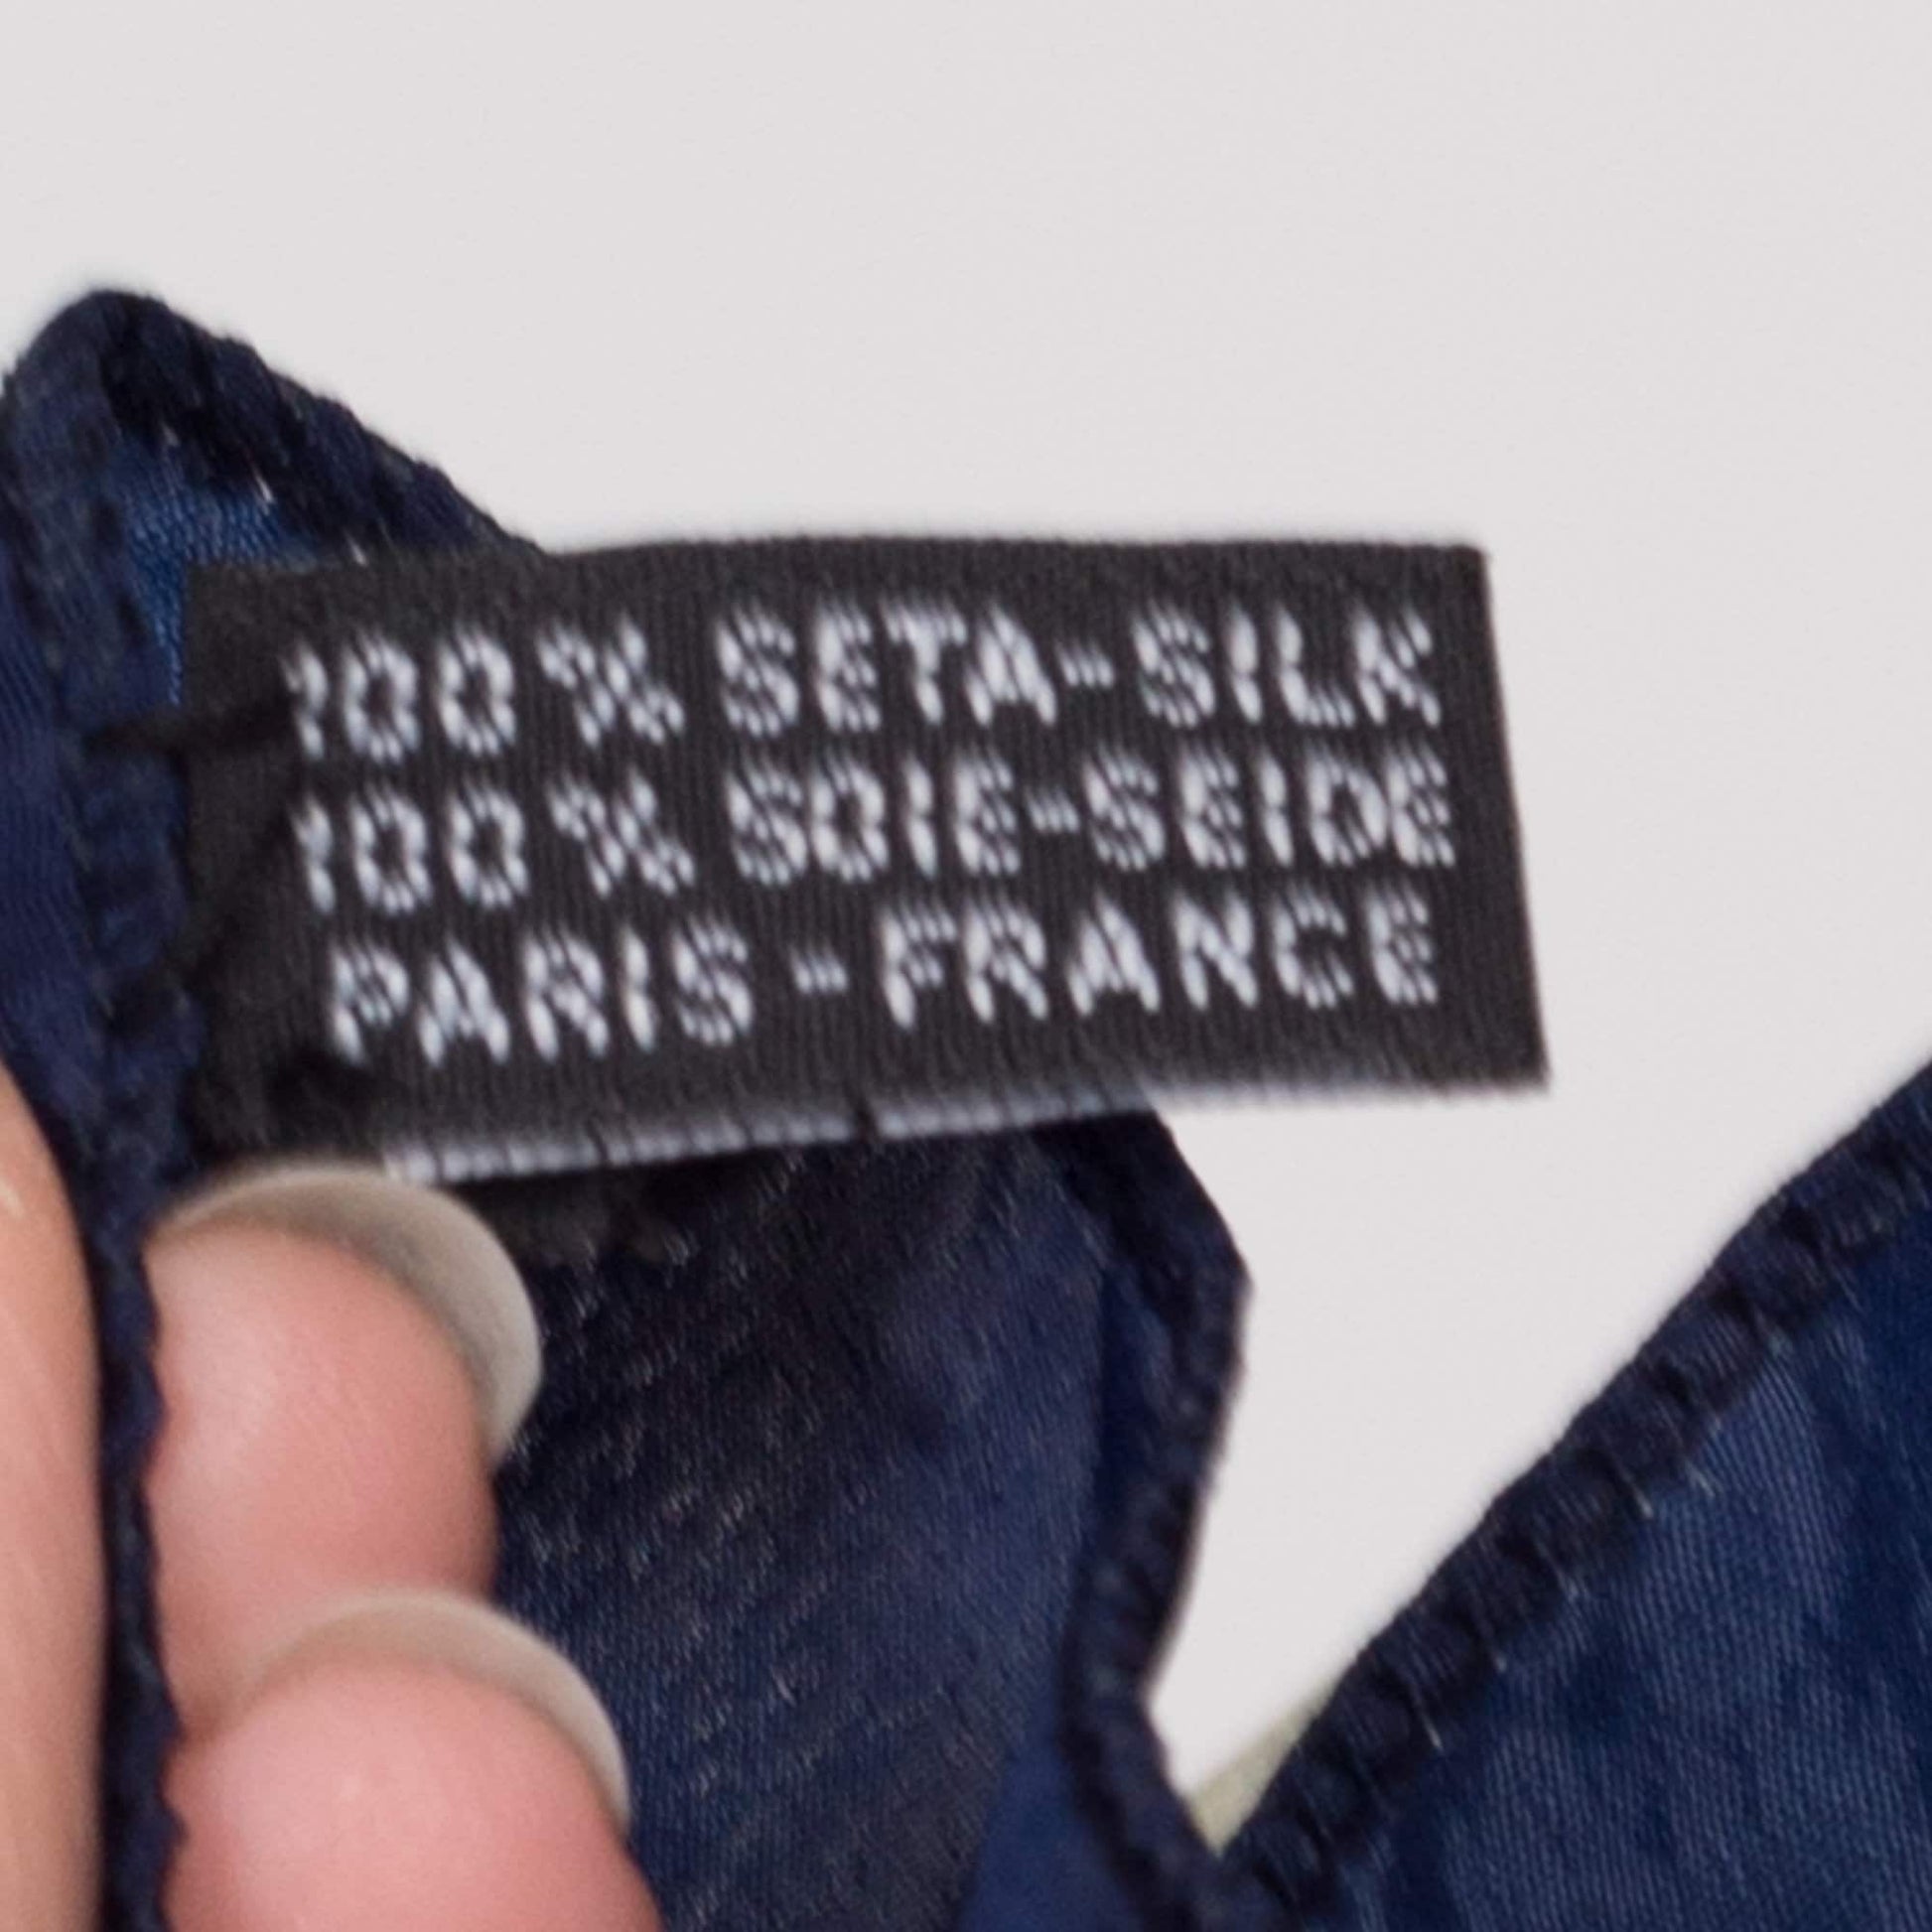 100% SETA-SILK
100% SOIE-SEIDE
PARIS - FRANCE